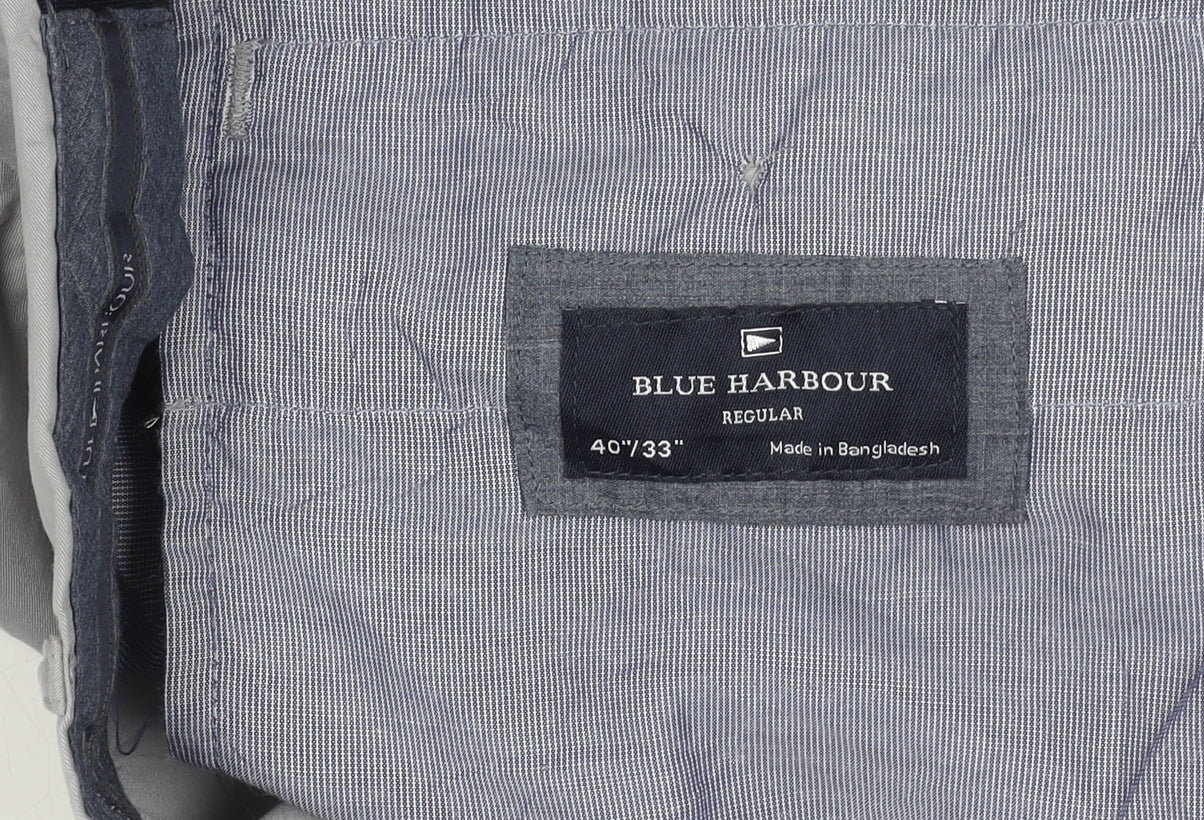 BLUE HARBOUR
REGULAR
40"/33"
Made in Bangladesh